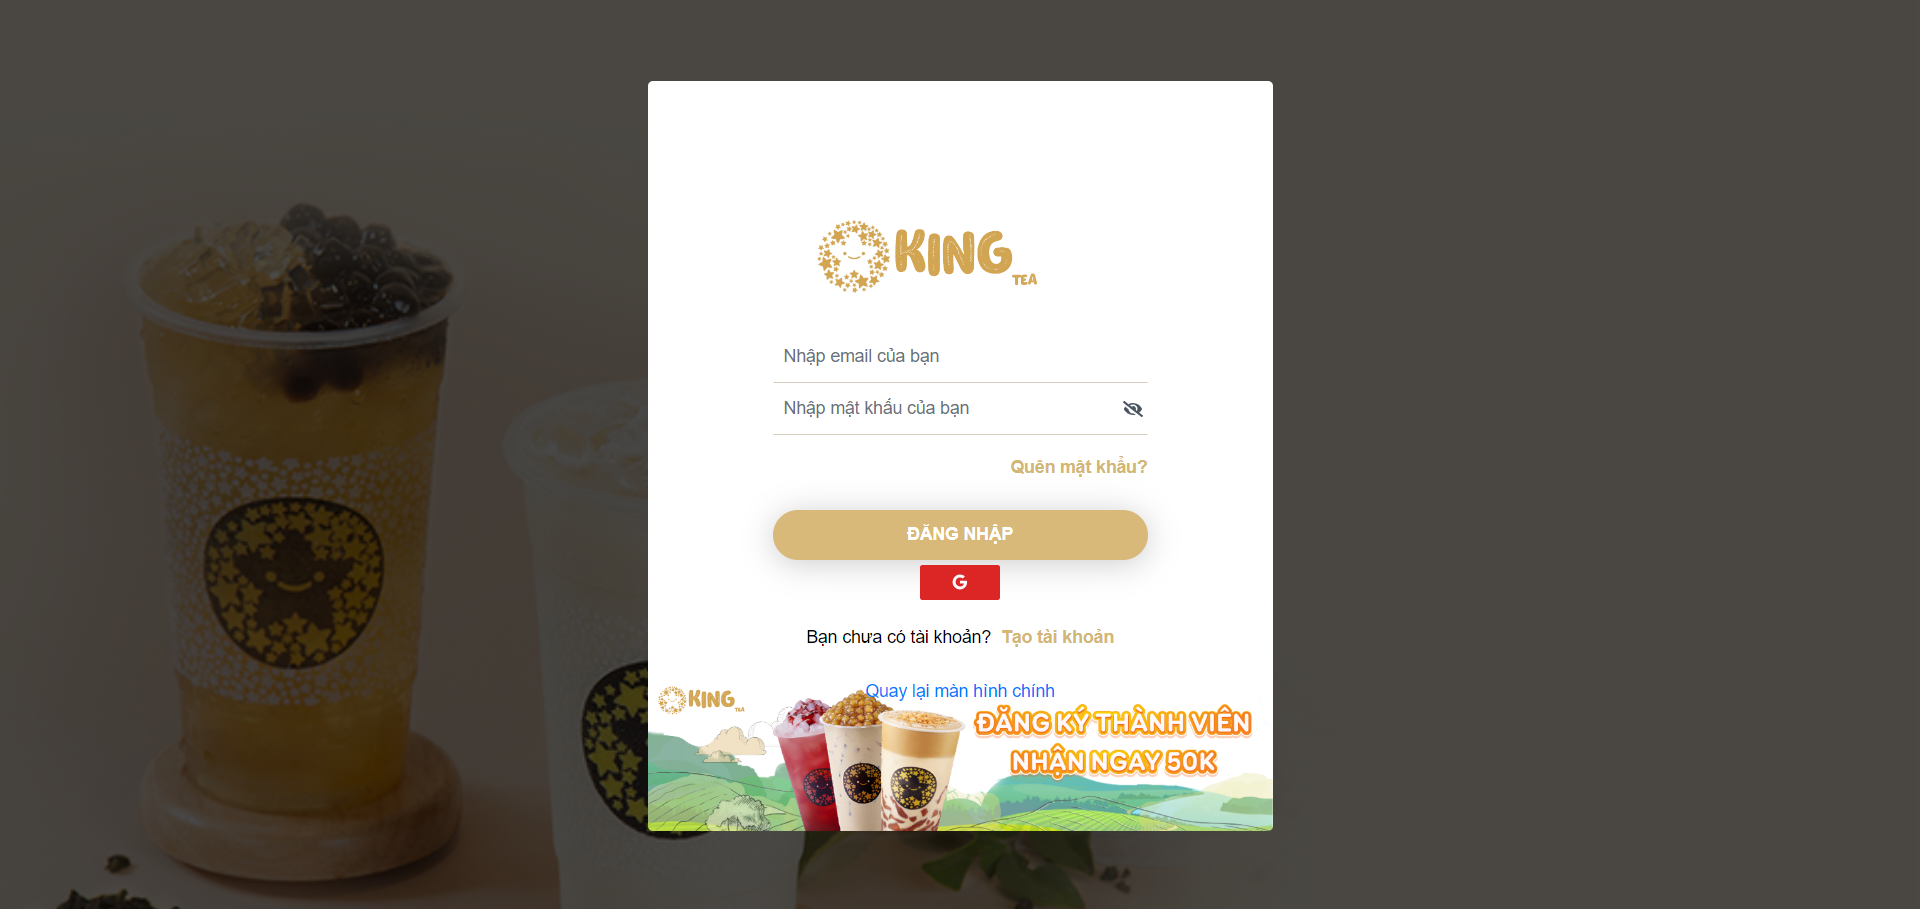 KING
TEA
Nhập email của bạn
Nhập mật khẩu của bạn
Quên mật khẩu?
ĐĂNG NHẬP
G
Bạn chưa có tài khoản? Tạo tài khoản
Quay lại màn hình chính
KING
TEA
ĐĂNG KÝ THÀNH VIÊN
NHẬN NGAY 50K